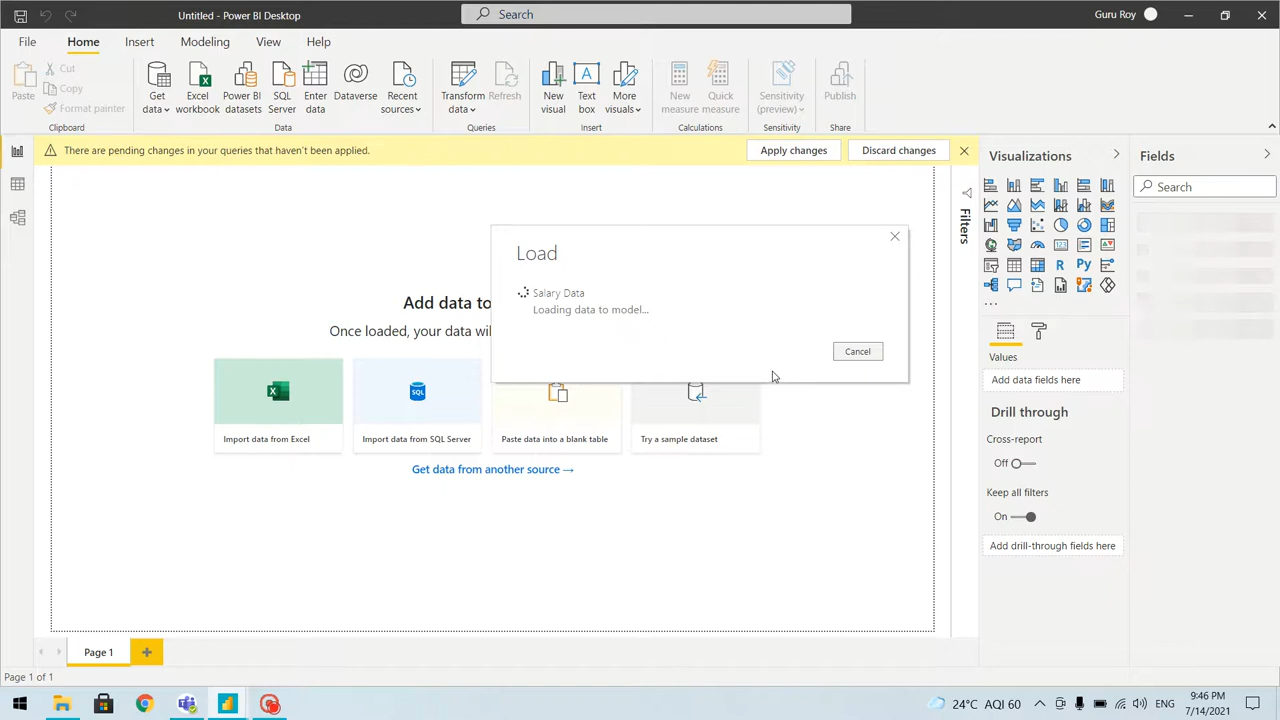 Untitled - Power BI Desktop
Search
Guru Roy
File
Home
Insert
Modeling
View
Help
Paste
Cut
Copy
Format painter
Clipboard
Get data
Excel workbook
Power BI datasets
SQL Server
Enter data
Dataverse
Recent sources
Data
Transform data
Refresh
Queries
New visual
A
Text box
More visuals
Insert
New measure
Quick measure
Calculations
Sensitivity (preview)
Sensitivity
Publish
Share
There are pending changes in your queries that haven't been applied.
Apply changes
Discard changes
Filters
Visualizations
Fields
Search
123
R
Py
...
Values
Add data fields here
Drill through
Cross-report
Off
Keep all filters
On
Add drill-through fields here
Load
Salary Data
Loading data to model...
Cancel
Add data to
Once loaded, your data wil
SQL
Import data from Excel
Import data from SQL Server
Paste data into a blank table
Try a sample dataset
Get data from another source →
Page 1
Page 1 of 1
24°C AQI 60
ENG
9:46 PM
7/14/2021